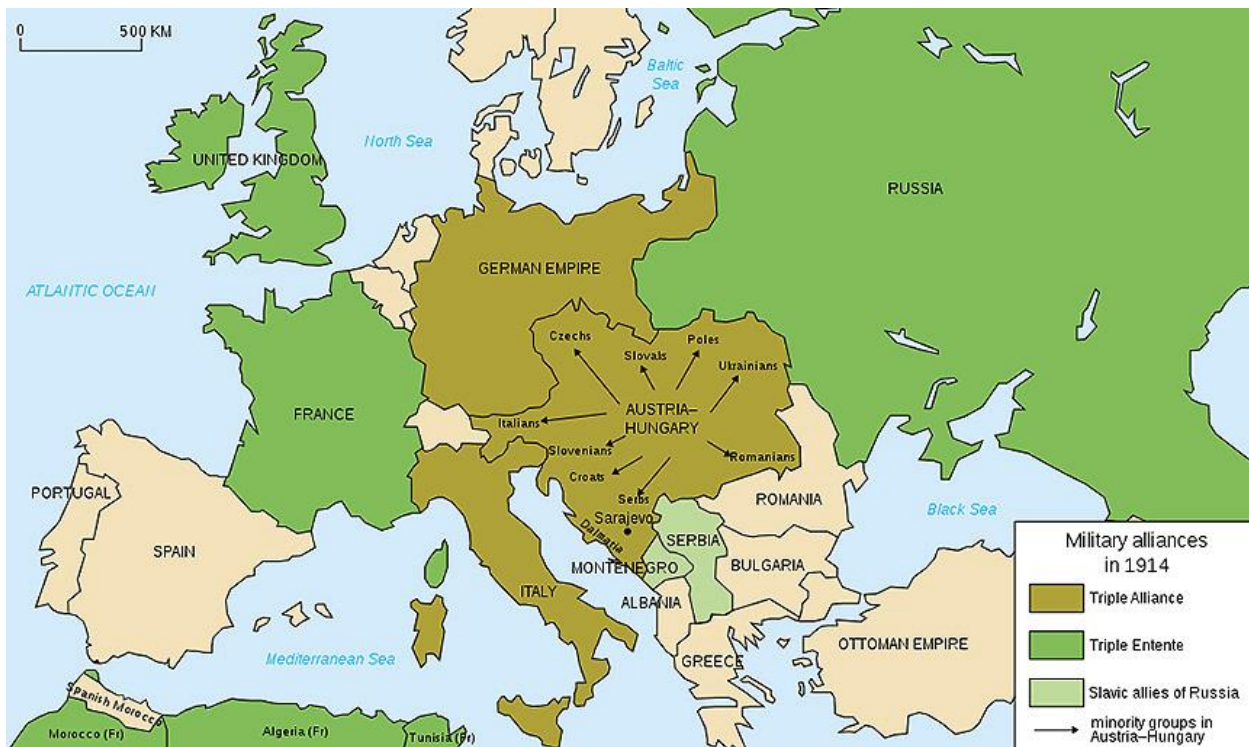 0 500 KM
Baltic
Sea
North Sea
UNITED KINGDOM
RUSSIA
GERMAN EMPIRE
ATLANTIC OCEAN
Czechs
Slovals
Poles
Ukrainians
FRANCE
AUSTRIA–
HUNGARY
Italians
Slovenians
Romanians
Croats
Serbs
Sarajevo
Dalmatia
PORTUGAL
SPAIN
ROMANIA
Black Sea
SERBIA
MONTENEGRO
BULGARIA
ITALY
ALBANIA
OTTOMAN EMPIRE
Mediterranean Sea
GREECE
Spanish Morocco
Morocco (Fr)
Algeria (Fr)
Tunisia (Fr)
Military alliances
in 1914
Triple Alliance
Triple Entente
Slavic allies of Russia
minority groups in
Austria–Hungary